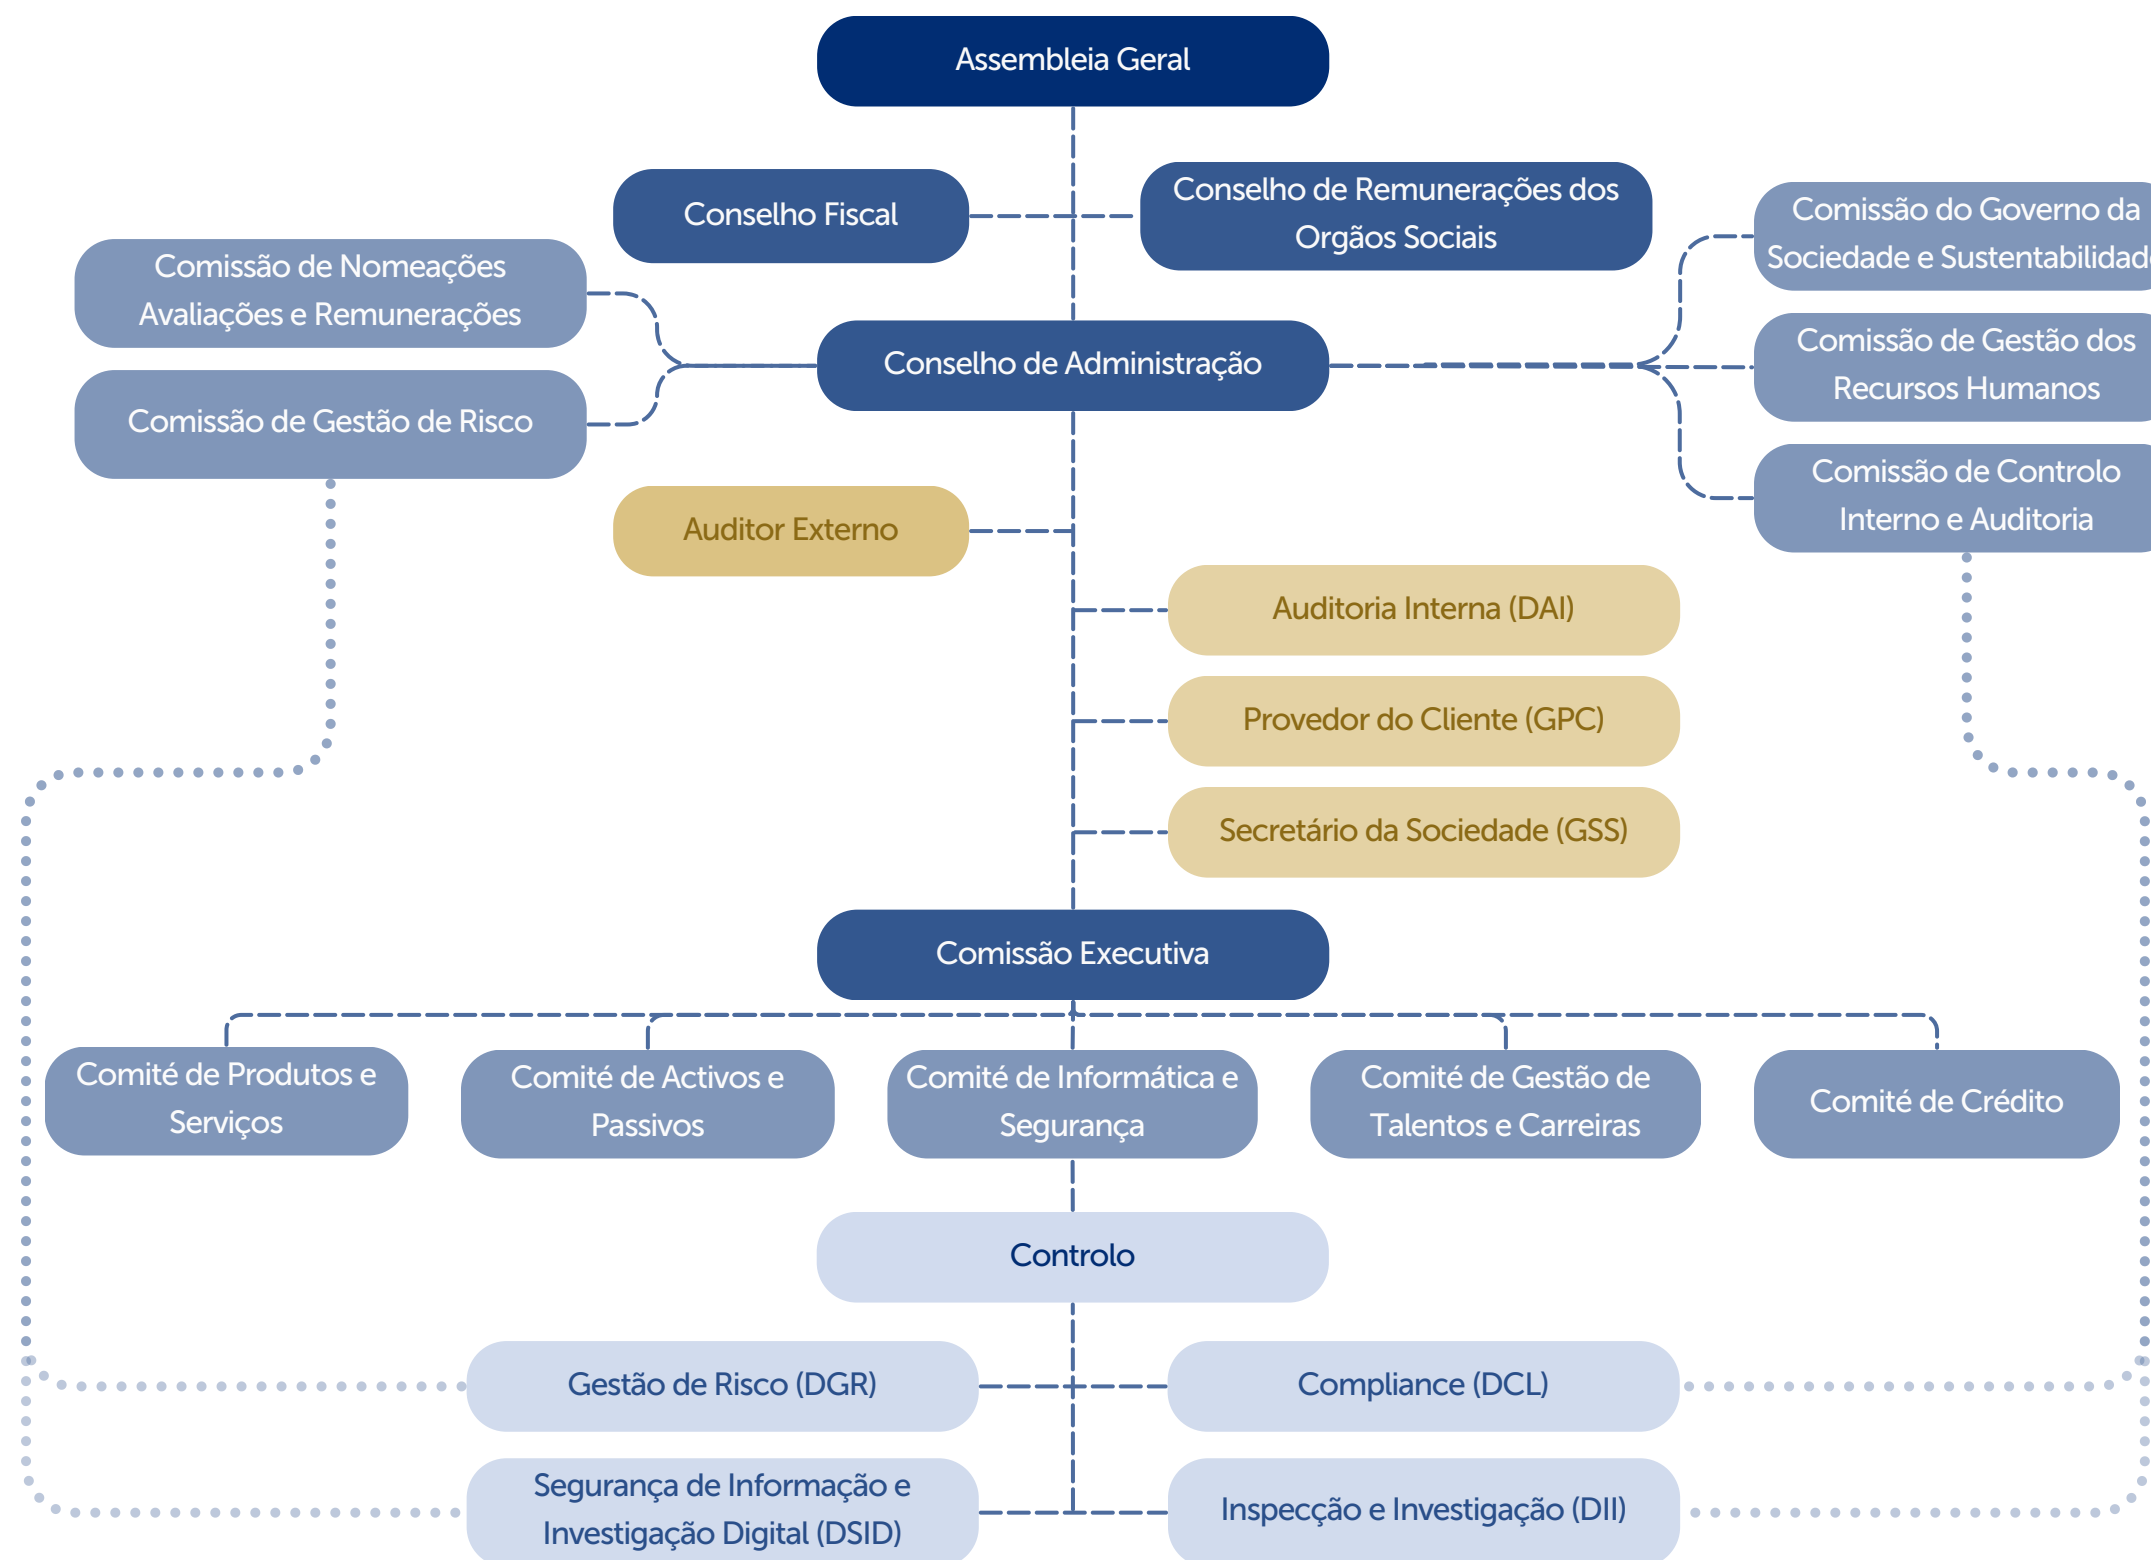 Assembleia Geral
Conselho Fiscal
Conselho de Remunerações dos
Orgãos Sociais
Comissão de Nomeações
Avaliações e Remunerações
Comissão de Gestão de Risco
Conselho de Administração
Comissão do Governo da
Sociedade e Sustentabilidade
Comissão de Gestão dos
Recursos Humanos
Comissão de Controlo
Interno e Auditoria
Auditor Externo
Auditoria Interna (DAI)
Provedor do Cliente (GPC)
Secretário da Sociedade (GSS)
Comissão Executiva
Comité de Produtos e
Serviços
Comité de Activos e
Passivos
Comité de Informática e
Segurança
Comité de Gestão de
Talentos e Carreiras
Comité de Crédito
Controlo
Gestão de Risco (DGR)
Compliance (DCL)
Segurança de Informação e
Investigação Digital (DSID)
Inspecção e Investigação (DII)